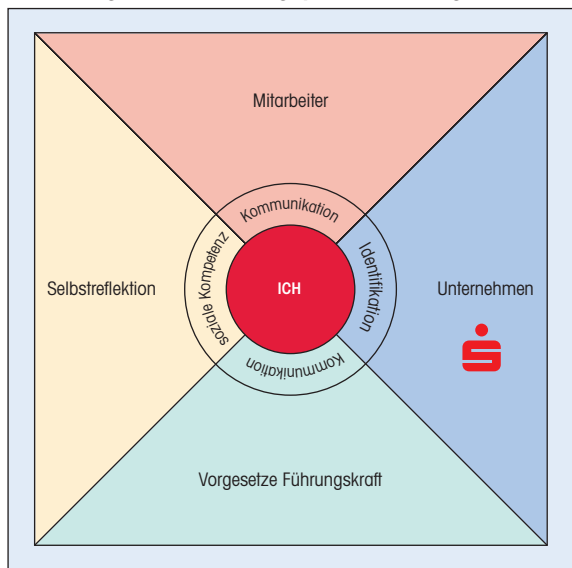 Mitarbeiter
Kommunikation
soziale Kompetenz
Identifikation
Selbstreflektion
ICH
Unternehmen
Kommunikation
Vorgesetze Führungskraft